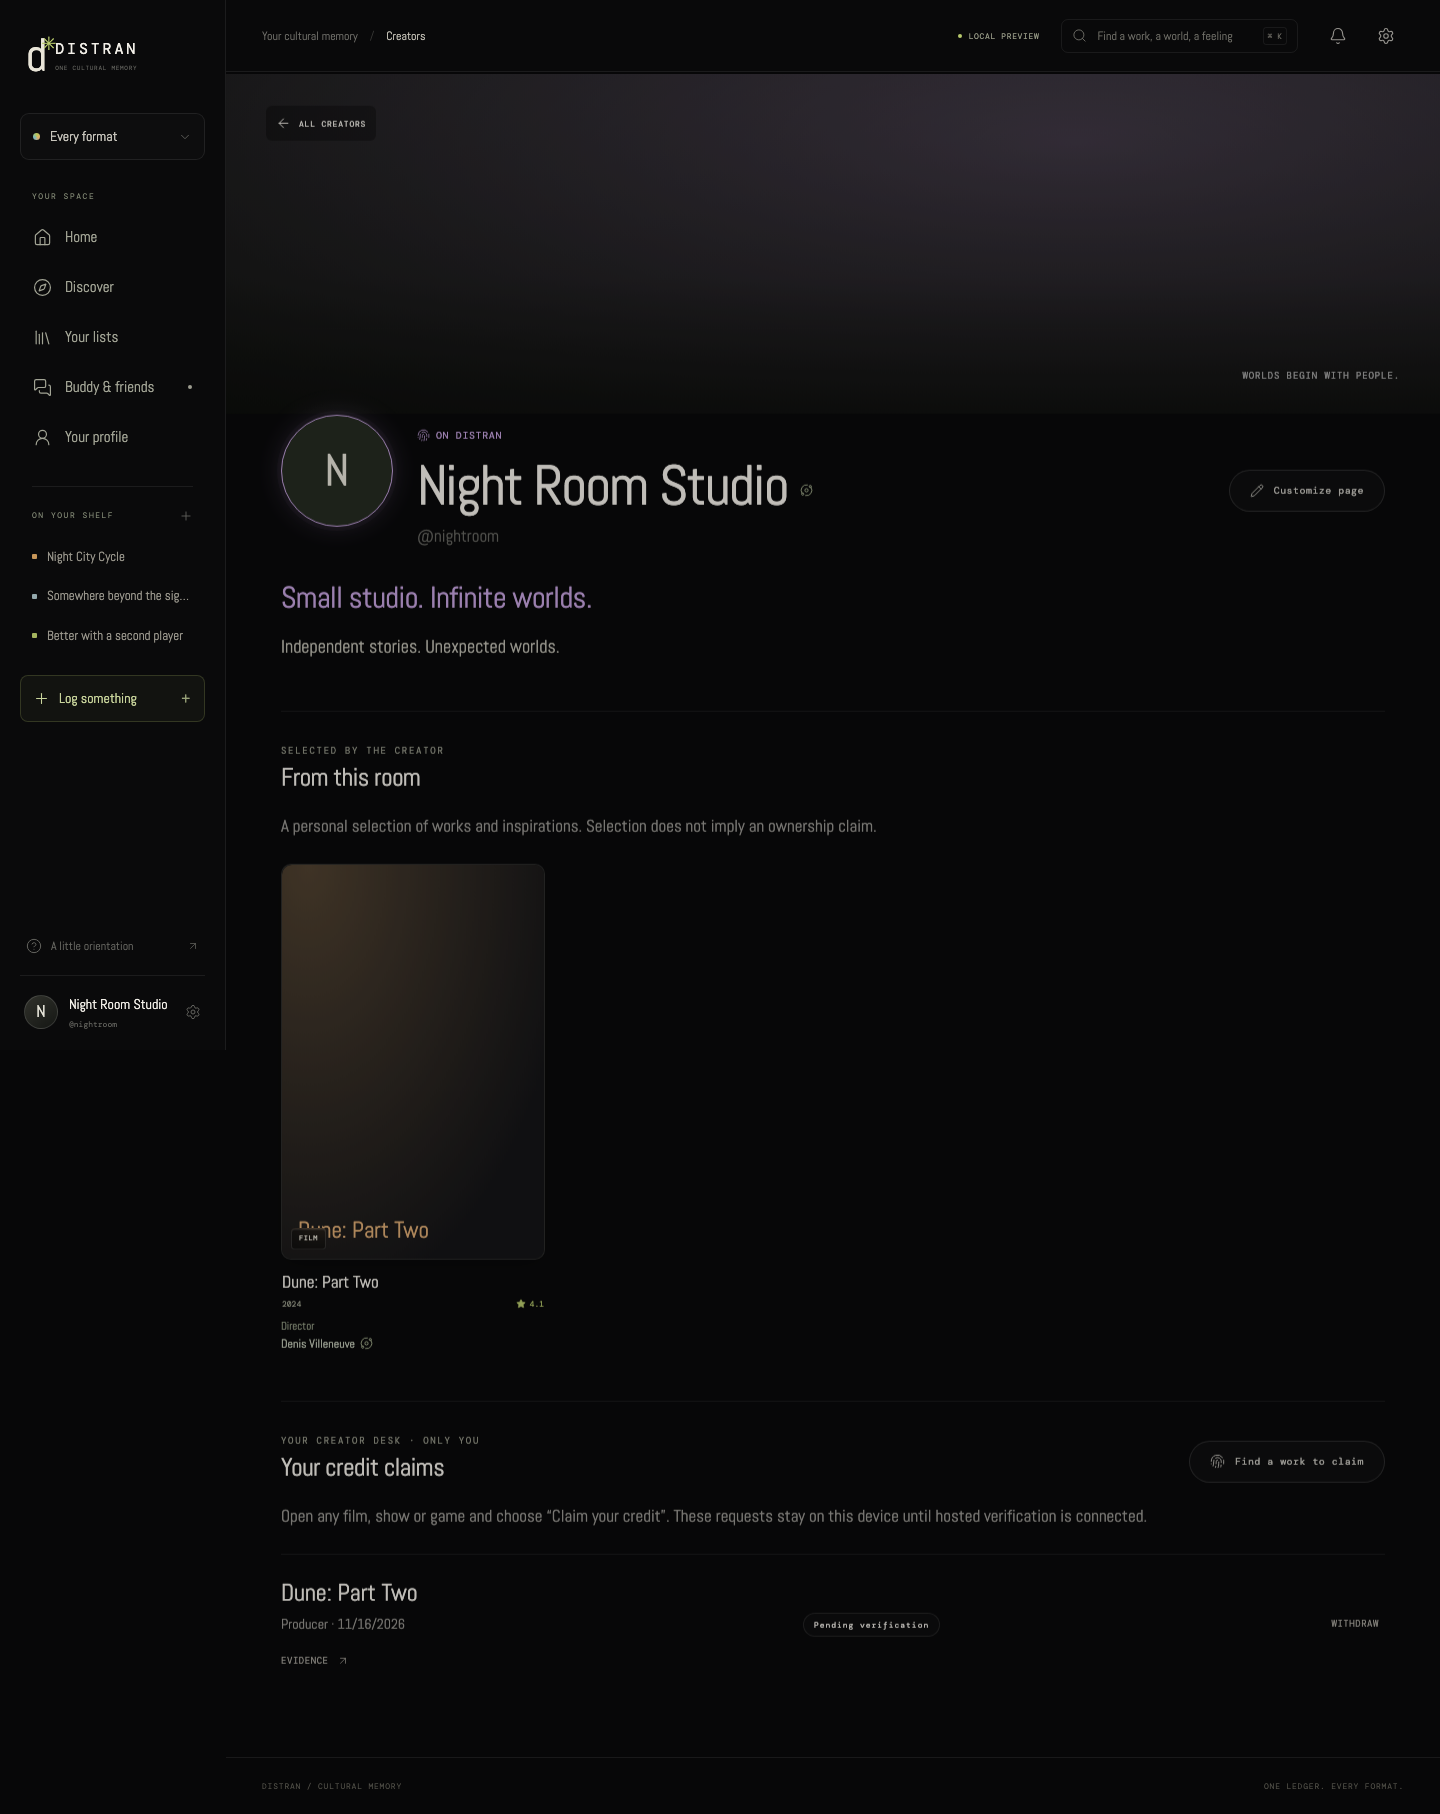 DISTRAN
ONE CULTURAL MEMORY
Every format
YOUR SPACE
Home
Discover
Your lists
Buddy & friends
Your profile
ON YOUR SHELF
Night City Cycle
Somewhere beyond the sig...
Better with a second player
Log something
A little orientation
N
Night Room Studio
@nightroom
Your cultural memory / Creators
LOCAL PREVIEW
Find a work, a world, a feeling
⌘ K
ALL CREATORS
WORLDS BEGIN WITH PEOPLE.
N
ON DISTRAN
Night Room Studio
@nightroom
Customize page
Small studio. Infinite worlds.
Independent stories. Unexpected worlds.
SELECTED BY THE CREATOR
From this room
A personal selection of works and inspirations. Selection does not imply an ownership claim.
Dune: Part Two
FILM
Dune: Part Two
2024
4.1
Director
Denis Villeneuve
YOUR CREATOR DESK · ONLY YOU
Your credit claims
Find a work to claim
Open any film, show or game and choose “Claim your credit”. These requests stay on this device until hosted verification is connected.
Dune: Part Two
Producer · 11/16/2026
Pending verification
WITHDRAW
EVIDENCE
DISTRAN / CULTURAL MEMORY
ONE LEDGER. EVERY FORMAT.